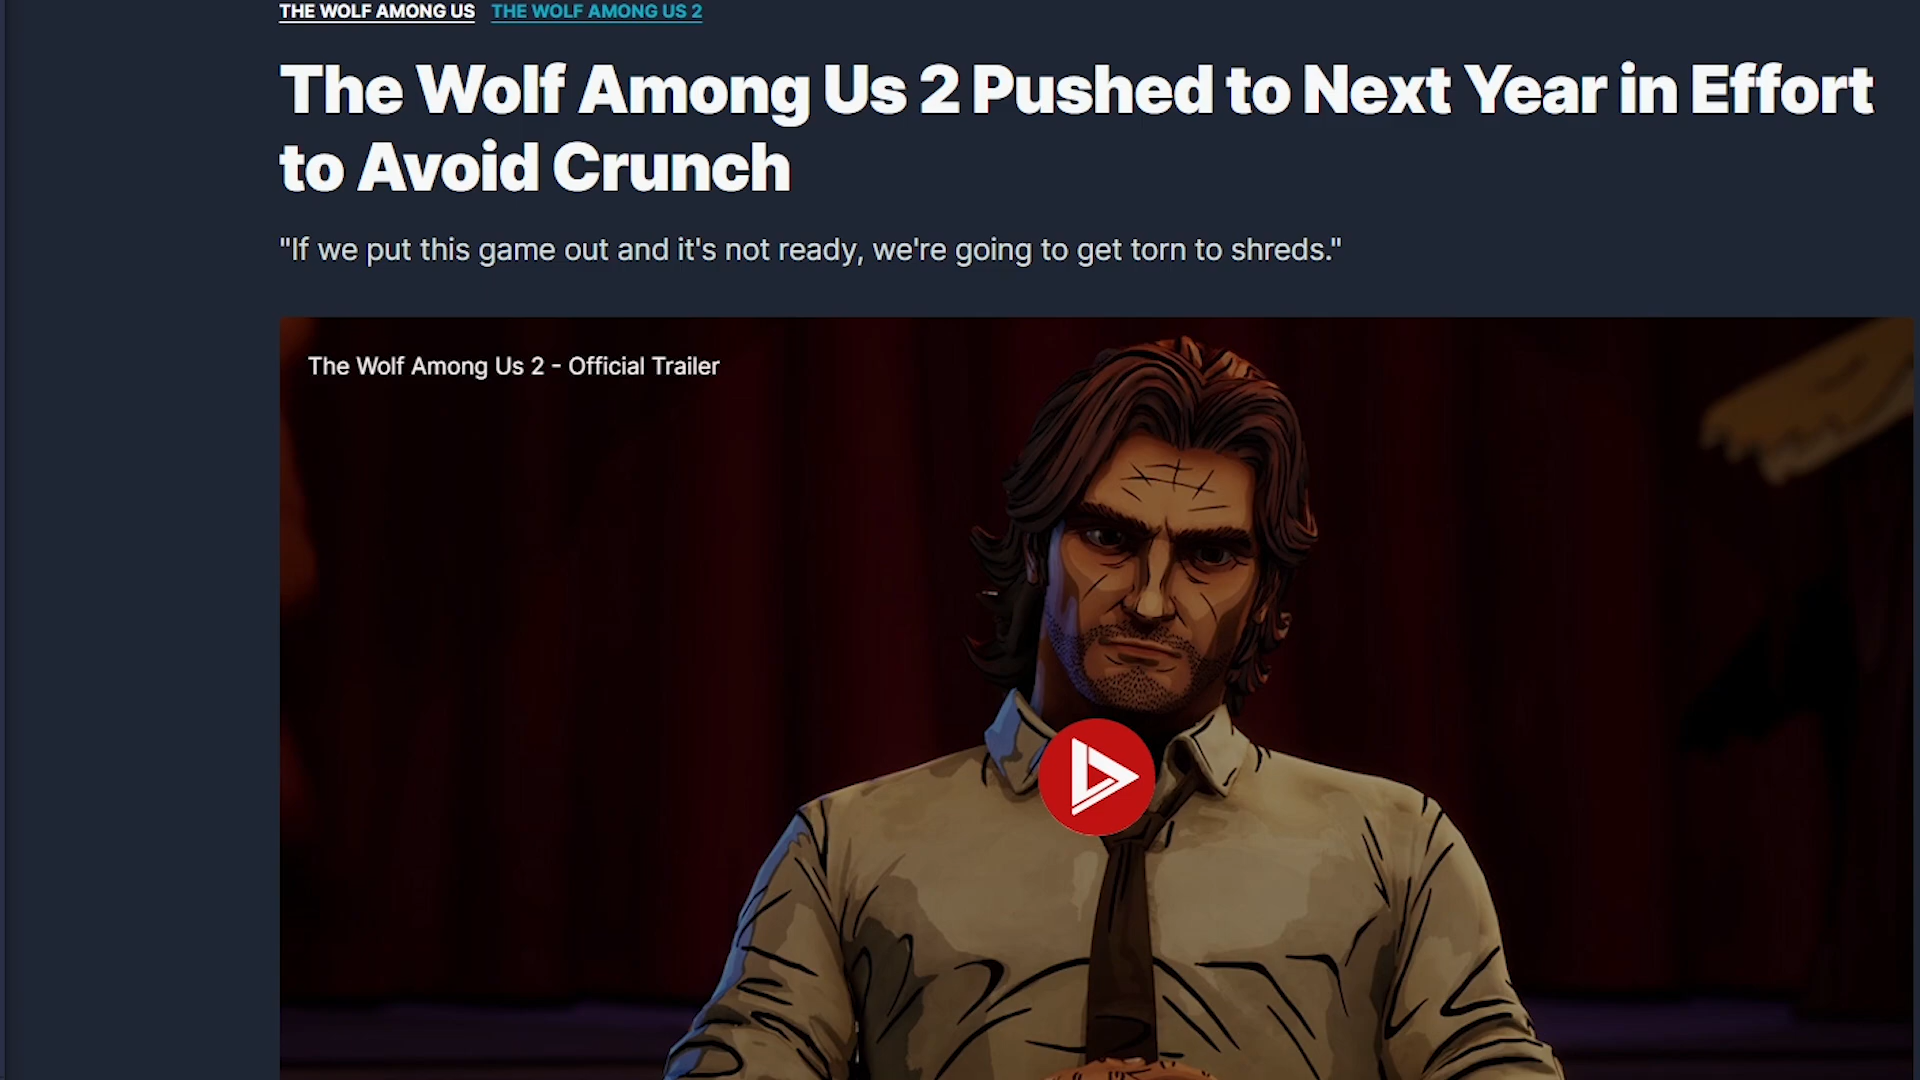 THE WOLF AMONG US THE WOLF AMONG US 2
The Wolf Among Us 2 Pushed to Next Year in Effort
to Avoid Crunch
"If we put this game out and it's not ready, we're going to get torn to shreds."
The Wolf Among Us 2 - Official Trailer